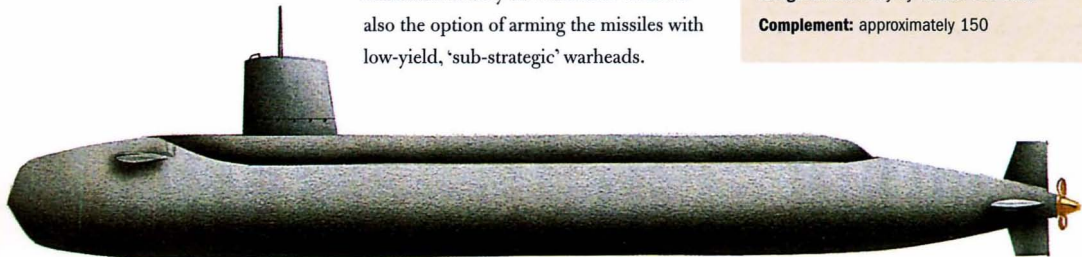 also the option of arming the missiles with
low-yield, ‘sub-strategic’ warheads.
Complement: approximately 150